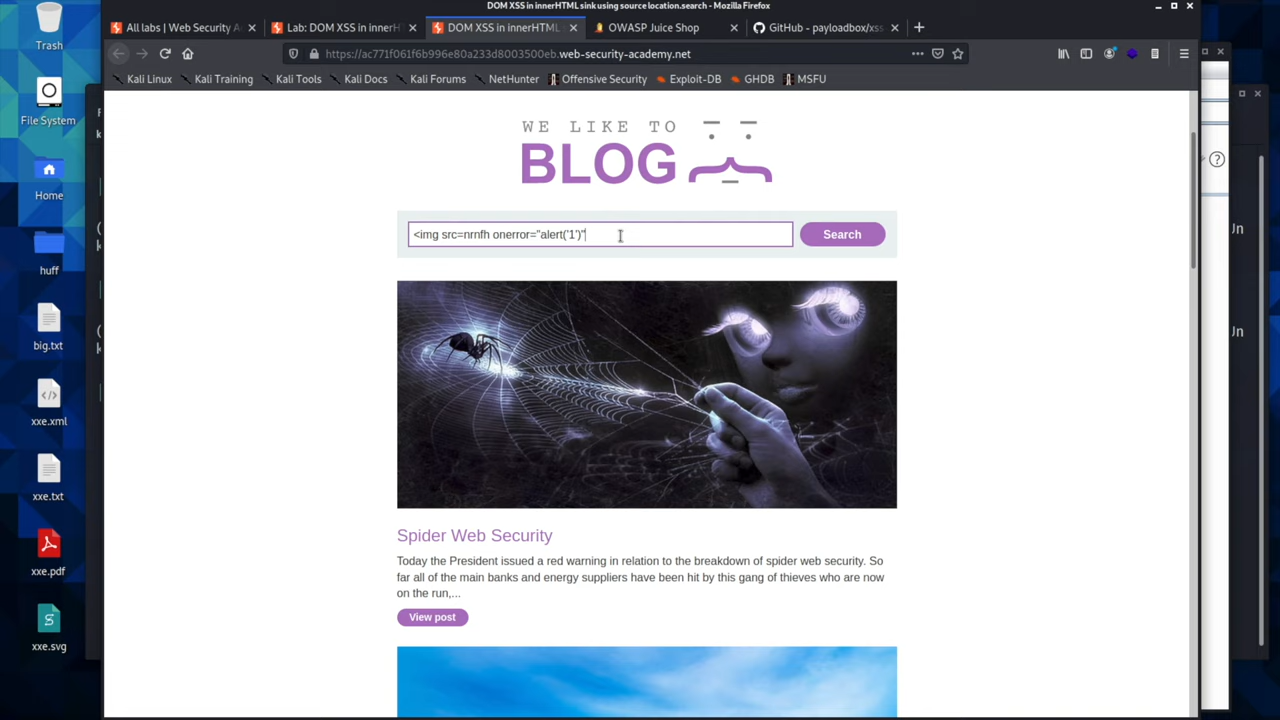 DOM XSS in innerHTML sink using source location.search - Mozilla Firefox
All labs | Web Security A
Lab: DOM XSS in innerHTM
DOM XSS in innerHTML
OWASP Juice Shop
GitHub - payloadbox/xss
https://ac771f061f6b996e80a233d8003500eb.web-security-academy.net
Kali Linux
Kali Training
Kali Tools
Kali Docs
Kali Forums
NetHunter
Offensive Security
Exploit-DB
GHDB
MSFU
Trash
File System
Home
huff
big.txt
xxe.xml
xxe.txt
xxe.pdf
xxe.svg
WE LIKE TO
BLOG
<img src=nrnfh onerror="alert('1')"
Search
Spider Web Security
Today the President issued a red warning in relation to the breakdown of spider web security. So
far all of the main banks and energy suppliers have been hit by this gang of thieves who are now
on the run,...
View post
Un
Un